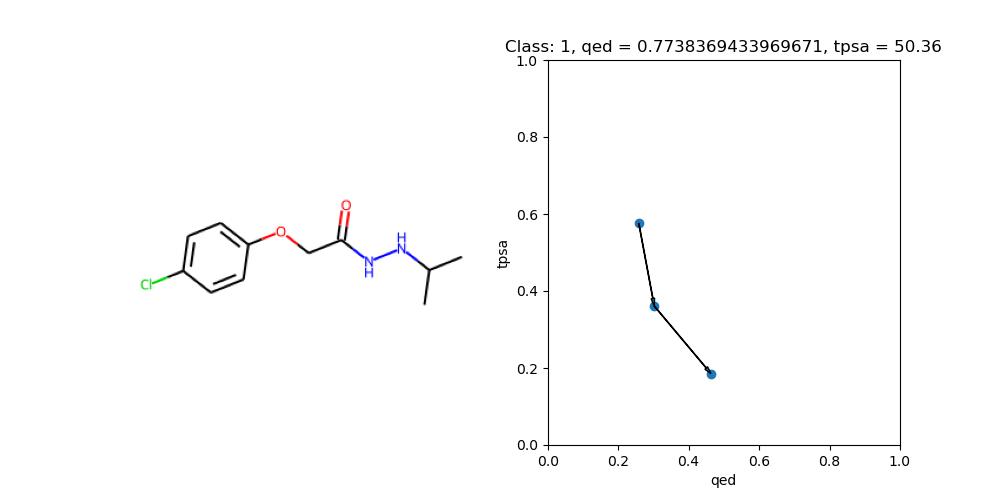 Class: 1, qed = 0.7738369433969671, tpsa = 50.36
1.0
0.8
0.6
0.4
0.2
0.0
tpsa
0.0 0.2 0.4 0.6 0.8 1.0
qed
O
O
H
N
N
H
Cl